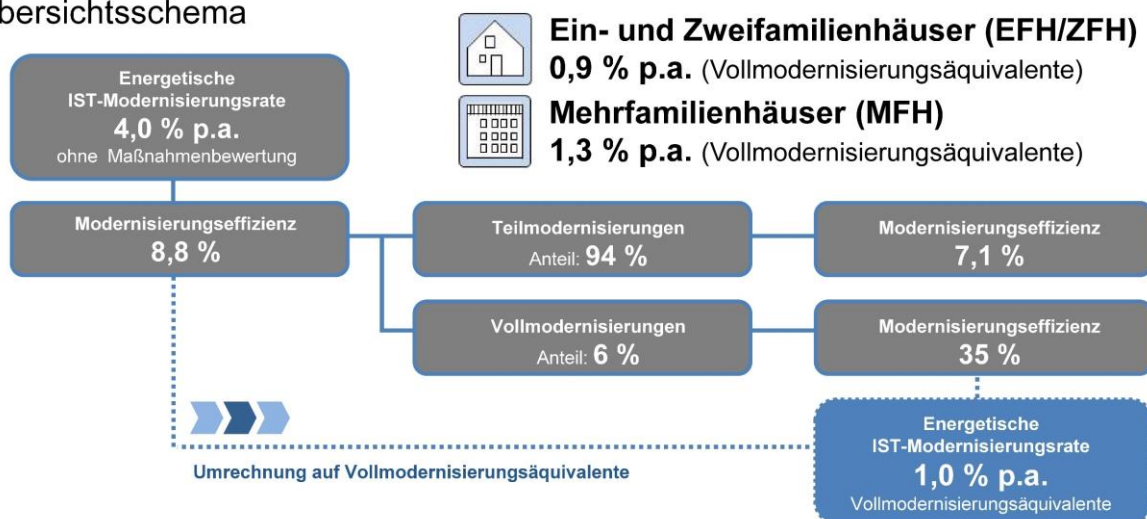 bersichtsschema
Ein- und Zweifamilienhäuser (EFH/ZFH)
0,9 % p.a. (Vollmodernisierungsäquivalente)
Mehrfamilienhäuser (MFH)
1,3 % p.a. (Vollmodernisierungsäquivalente)
Energetische
IST-Modernisierungsrate
4,0 % p.a.
ohne Maßnahmenbewertung
Modernisierungseffizienz
8,8 %
Teilmodernisierungen
Anteil: 94 %
Modernisierungseffizienz
7,1 %
Vollmodernisierungen
Anteil: 6 %
Modernisierungseffizienz
35 %
Umrechnung auf Vollmodernisierungsäquivalente
Energetische
IST-Modernisierungsrate
1,0 % p.a.
Vollmodernisierungsäquivalente